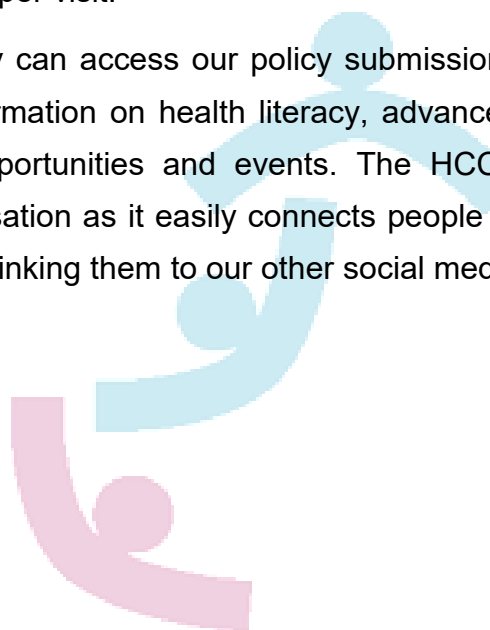 per visit.
y can access our policy submission
rmation on health literacy, advance
portunities and events. The HCC
sation as it easily connects people
inking them to our other social med